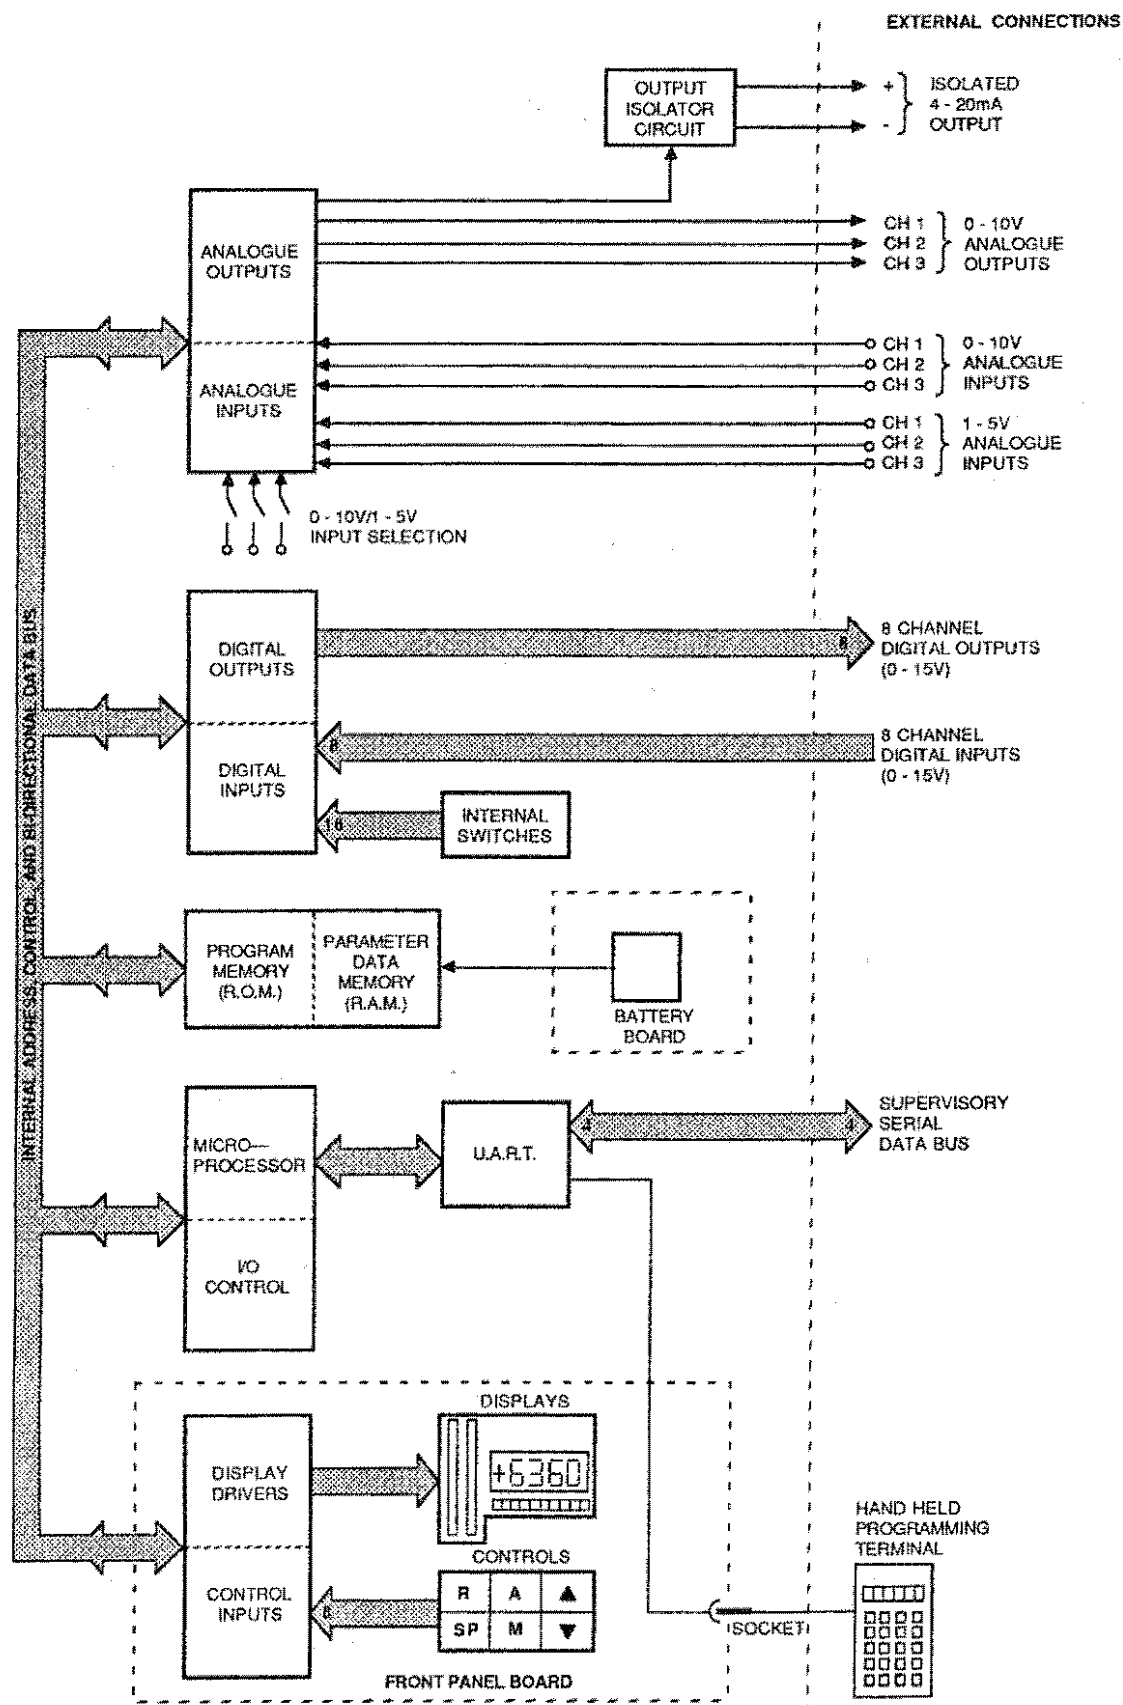 EXTERNAL CONNECTIONS
OUTPUT
ISOLATOR
CIRCUIT
+
-
ISOLATED
4 - 20mA
OUTPUT
ANALOGUE
OUTPUTS
CH 1
CH 2
CH 3
0 - 10V
ANALOGUE
OUTPUTS
ANALOGUE
INPUTS
CH 1
CH 2
CH 3
0 - 10V
ANALOGUE
INPUTS
CH 1
CH 2
CH 3
1 - 5V
ANALOGUE
INPUTS
0 - 10V/1 - 5V
INPUT SELECTION
INTERNAL ADDRESS, CONTROL, AND BI-DIRECTIONAL DATA BUS
DIGITAL
OUTPUTS
8
8 CHANNEL
DIGITAL OUTPUTS
(0 - 15V)
DIGITAL
INPUTS
8
8 CHANNEL
DIGITAL INPUTS
(0 - 15V)
16
INTERNAL
SWITCHES
PROGRAM
MEMORY
(R.O.M.)
PARAMETER
DATA
MEMORY
(R.A.M.)
BATTERY
BOARD
MICRO—
PROCESSOR
I/O
CONTROL
U.A.R.T.
4
4
SUPERVISORY
SERIAL
DATA BUS
DISPLAY
DRIVERS
DISPLAYS
+6360
CONTROL
INPUTS
6
CONTROLS
R A ▲
SP M ▼
FRONT PANEL BOARD
SOCKET
HAND HELD
PROGRAMMING
TERMINAL